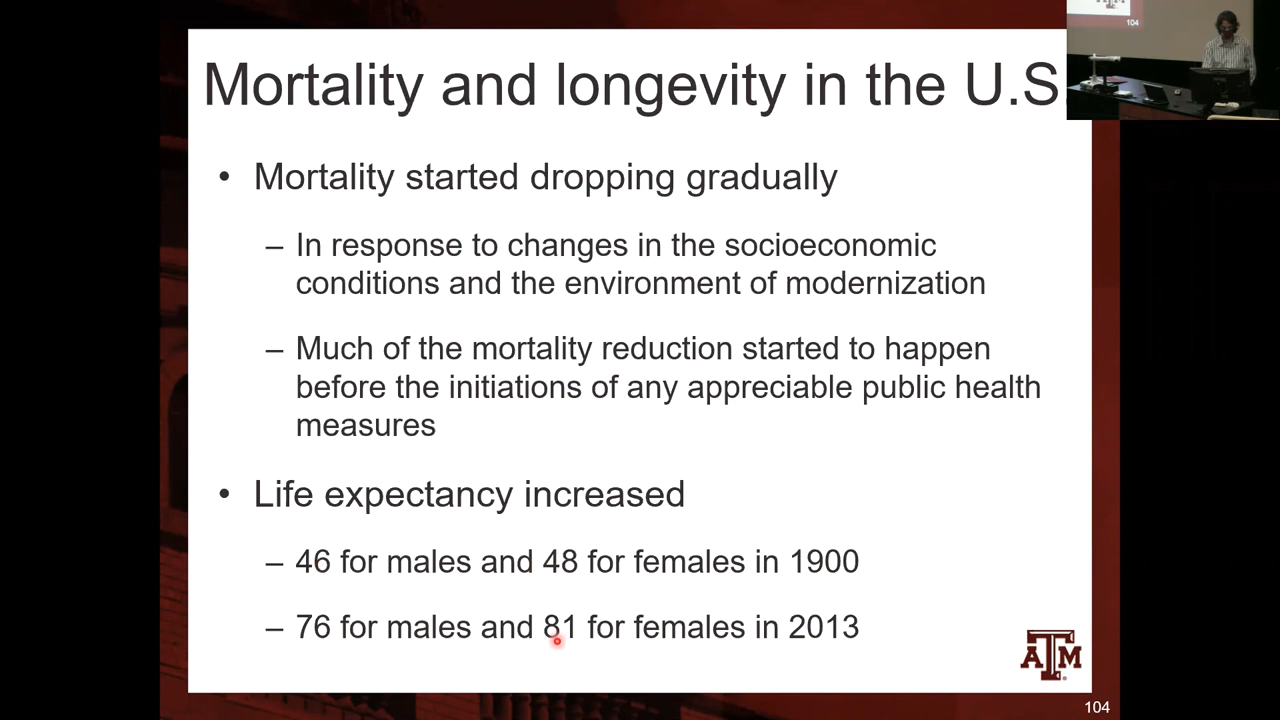 Mortality and longevity in the U.S
• Mortality started dropping gradually
– In response to changes in the socioeconomic
conditions and the environment of modernization
– Much of the mortality reduction started to happen
before the initiations of any appreciable public health
measures
• Life expectancy increased
– 46 for males and 48 for females in 1900
– 76 for males and 81 for females in 2013
ATM
104
104